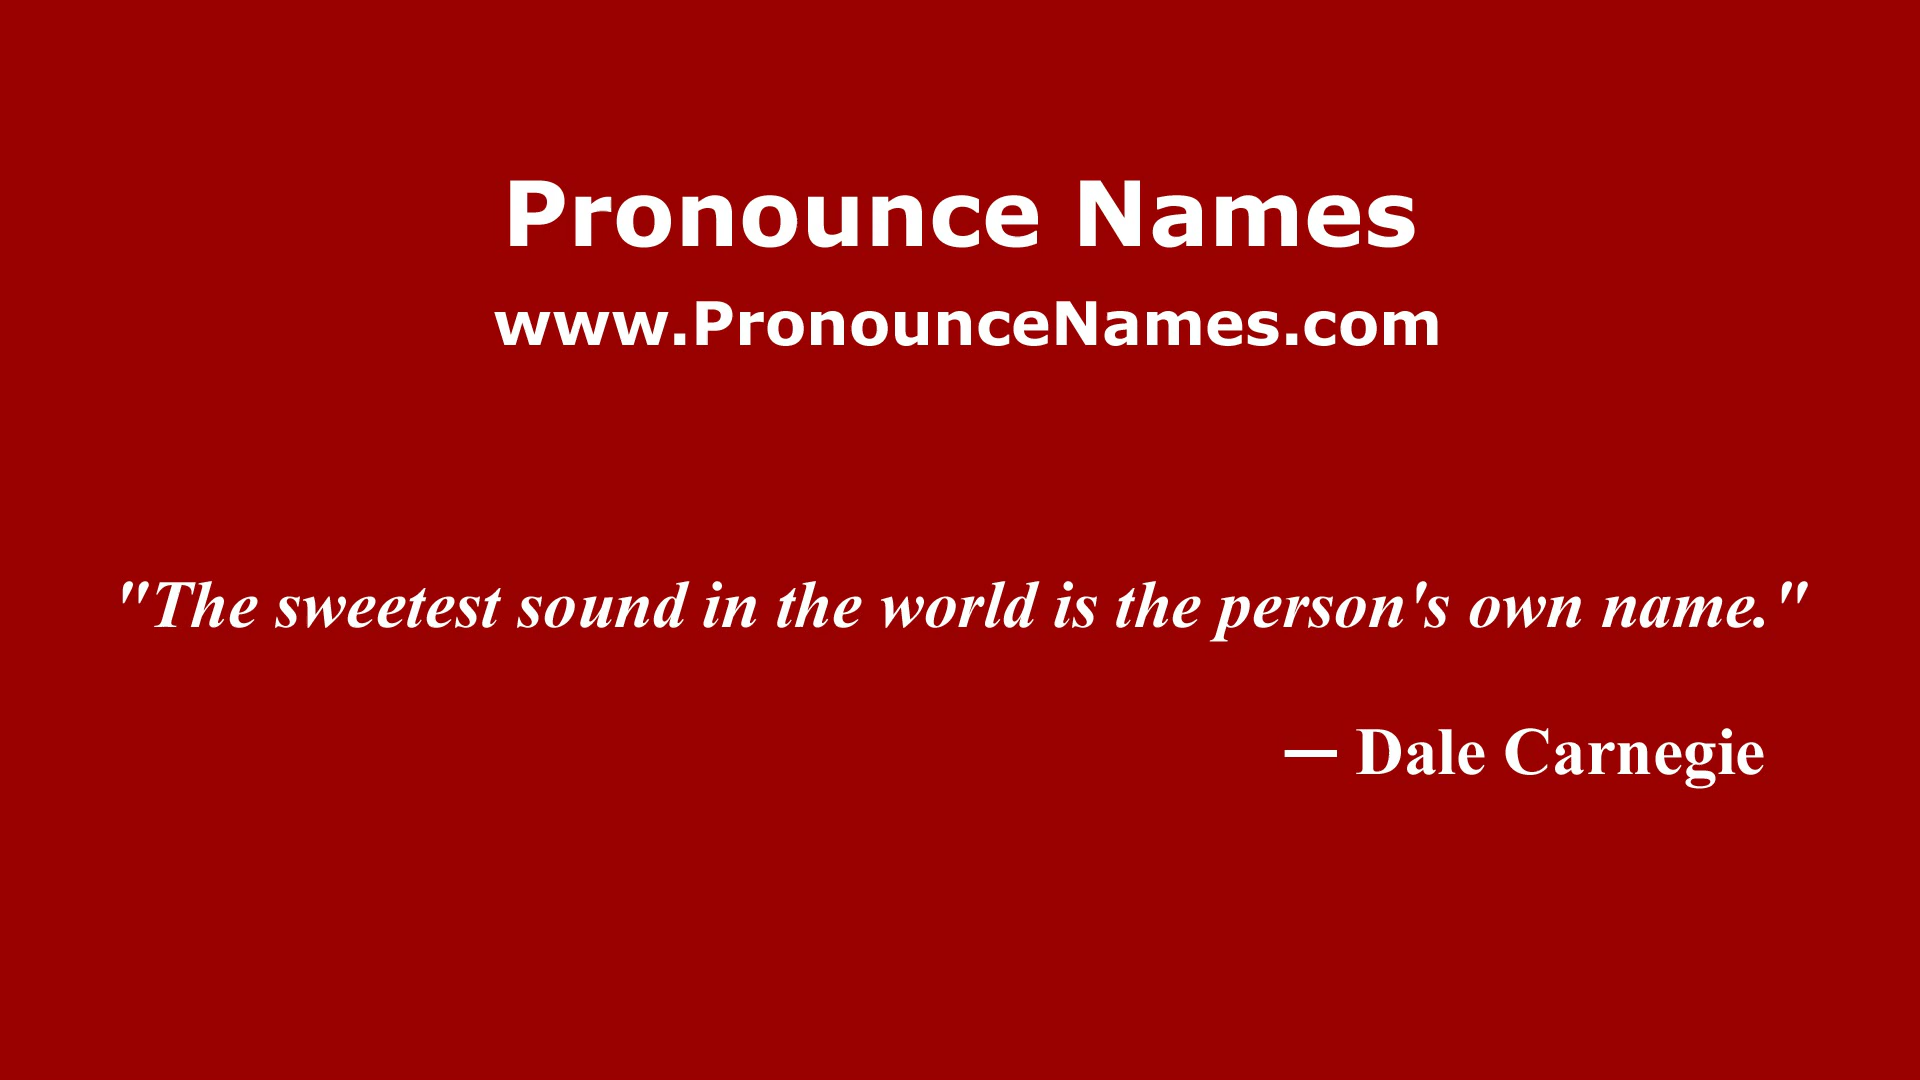 Pronounce Names
www.PronounceNames.com
"The sweetest sound in the world is the person's own name."
— Dale Carnegie